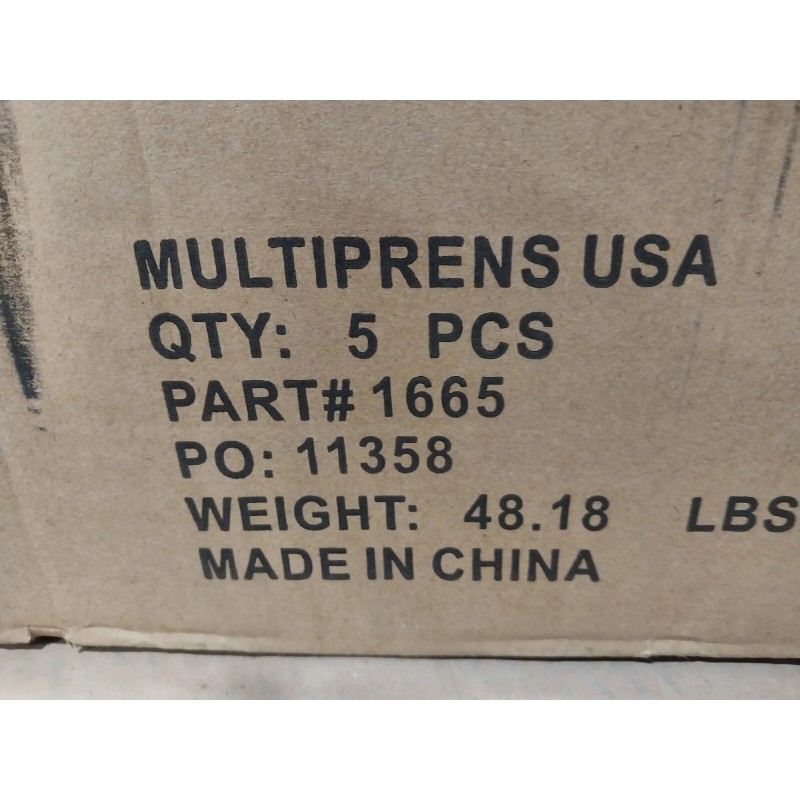 MULTIPRENS USA
QTY: 5 PCS
PART# 1665
PO: 11358
WEIGHT: 48.18 LBS
MADE IN CHINA